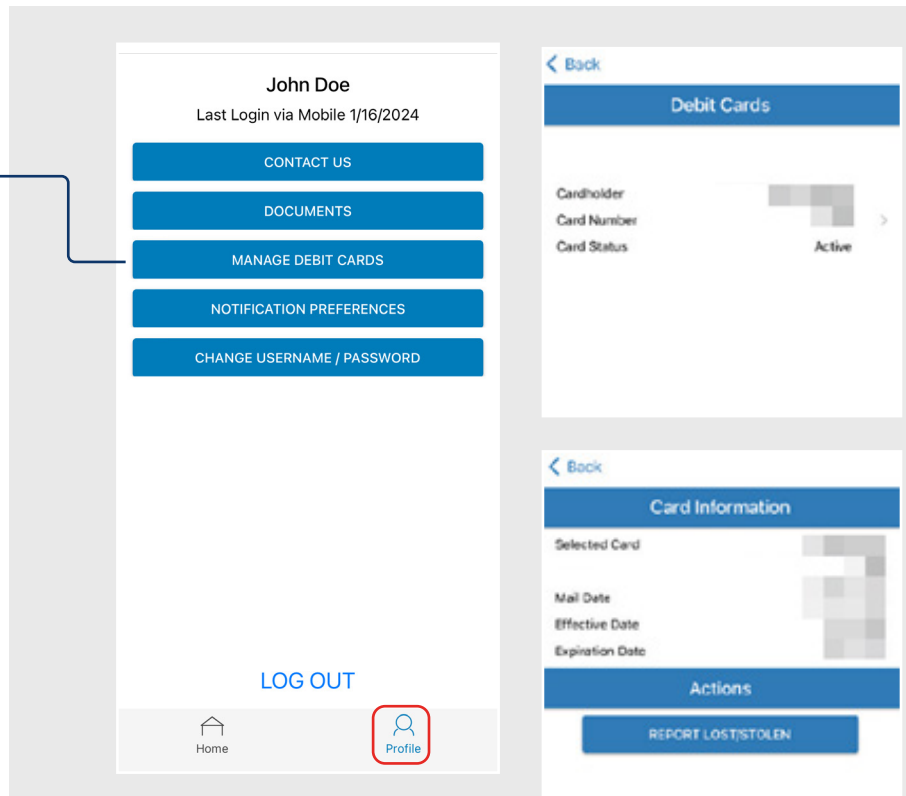 John Doe
Last Login via Mobile 1/16/2024
CONTACT US
DOCUMENTS
MANAGE DEBIT CARDS
NOTIFICATION PREFERENCES
CHANGE USERNAME / PASSWORD
LOG OUT
Home
Profile
Back
Debit Cards
Cardholder
Card Number
Card Status Active
Back
Card Information
Selected Card
Mail Date
Effective Date
Expiration Date
Actions
REPORT LOST/STOLEN